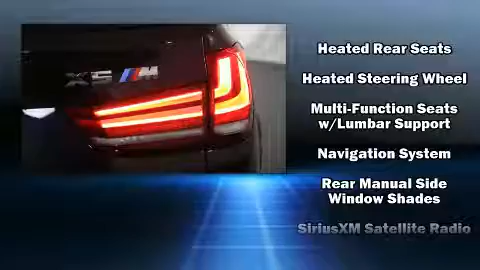 X5 M
Heated Rear Seats
Heated Steering Wheel
Multi-Function Seats
w/Lumbar Support
Navigation System
Rear Manual Side
Window Shades
SiriusXM Satellite Radio